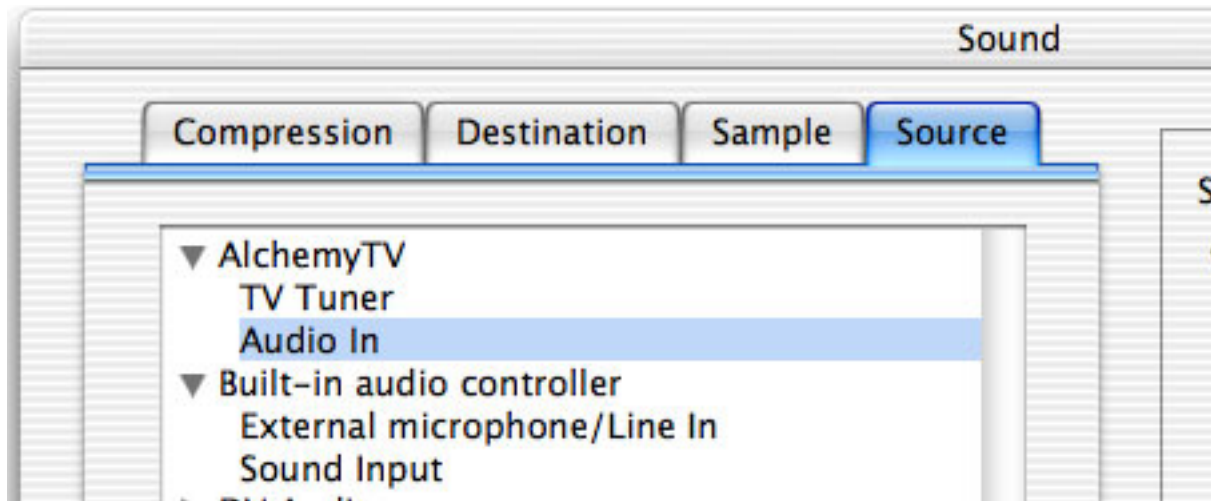 Sound
Compression Destination Sample Source
AlchemyTV
TV Tuner
Audio In
Built-in audio controller
External microphone/Line In
Sound Input